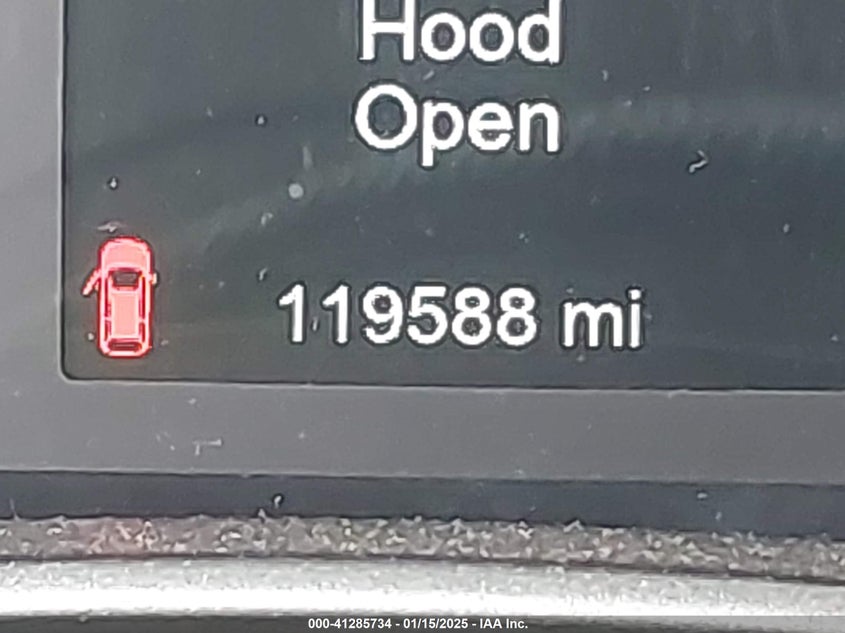 Hood
Open
119588 mi
000-41285734 - 01/15/2025 - IAA Inc.